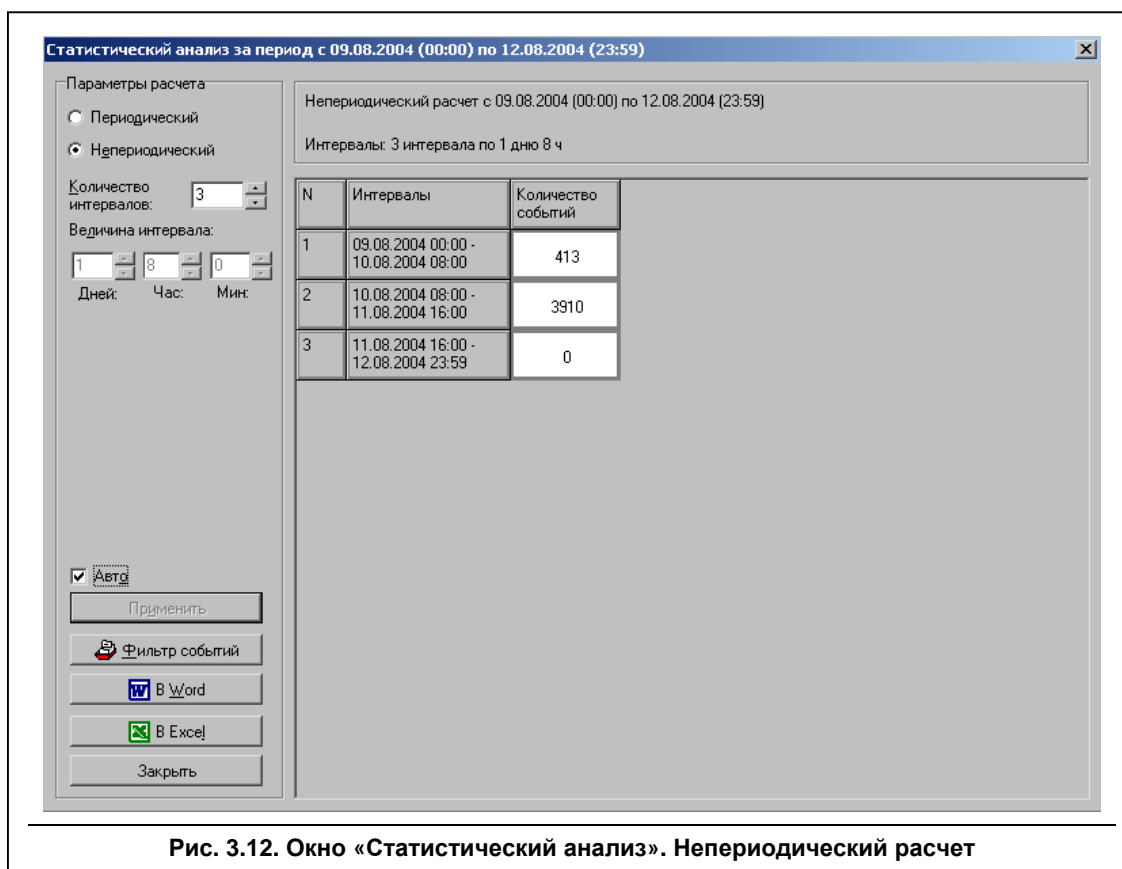 Статистический анализ за период с 09.08.2004 (00:00) по 12.08.2004 (23:59)
Параметры расчета
Периодический
Непериодический
Количество
интервалов:
3
Величина интервала:
1 8 0
Дней: Час: Мин:
Авто
Применить
Фильтр событий
В Word
В Excel
Закрыть
Непериодический расчет с 09.08.2004 (00:00) по 12.08.2004 (23:59)
Интервалы: 3 интервала по 1 дню 8 ч
N Интервалы Количество
событий
1 09.08.2004 00:00 -
10.08.2004 08:00
413
2 10.08.2004 08:00 -
11.08.2004 16:00
3910
3 11.08.2004 16:00 -
12.08.2004 23:59
0
Рис. 3.12. Окно «Статистический анализ». Непериодический расчет